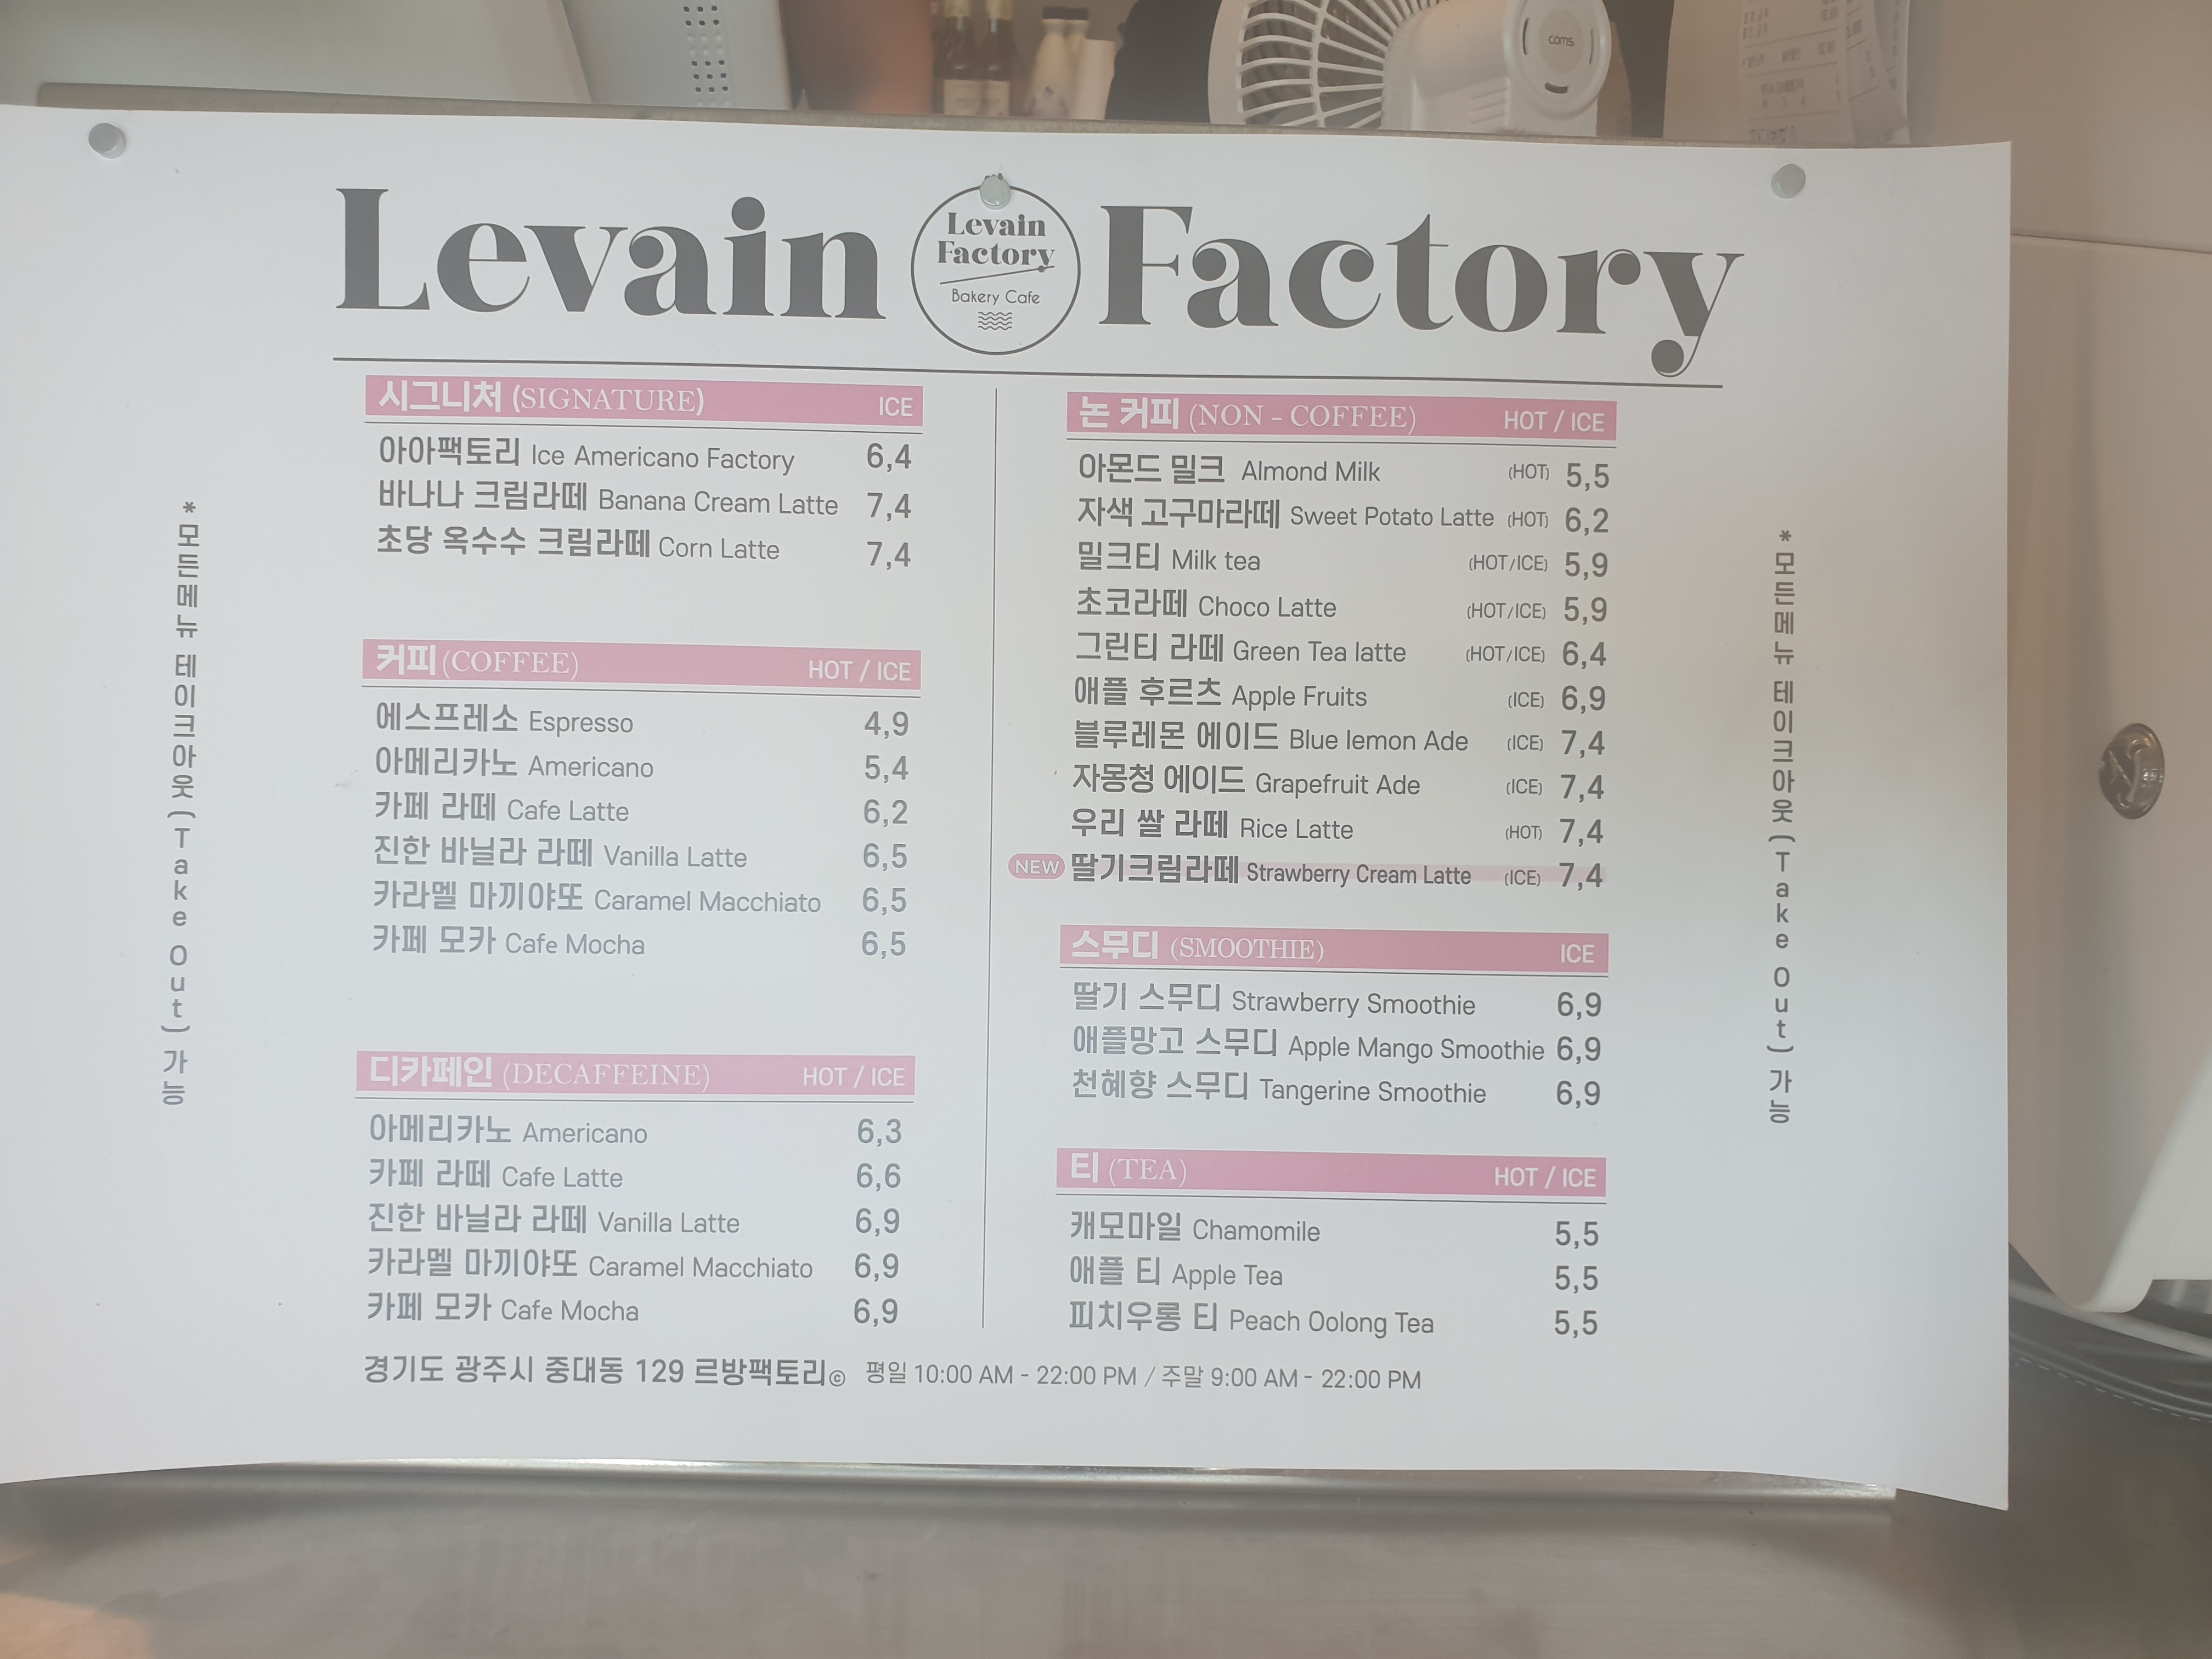 coms
Levain Factory
Levain
Factory
Bakery Cafe
시그니처 (SIGNATURE) ICE
아아팩토리 Ice Americano Factory 6,4
바나나 크림라떼 Banana Cream Latte 7,4
초당 옥수수 크림라떼 Corn Latte 7,4
커피 (COFFEE) HOT / ICE
에스프레소 Espresso 4,9
아메리카노 Americano 5,4
카페 라떼 Cafe Latte 6,2
진한 바닐라 라떼 Vanilla Latte 6,5
카라멜 마끼야또 Caramel Macchiato 6,5
카페 모카 Cafe Mocha 6,5
디카페인 (DECAFFEINE) HOT / ICE
아메리카노 Americano 6,3
카페 라떼 Cafe Latte 6,6
진한 바닐라 라떼 Vanilla Latte 6,9
카라멜 마끼야또 Caramel Macchiato 6,9
카페 모카 Cafe Mocha 6,9
논 커피 (NON - COFFEE) HOT / ICE
아몬드 밀크 Almond Milk (HOT) 5,5
자색 고구마라떼 Sweet Potato Latte (HOT) 6,2
밀크티 Milk tea (HOT/ICE) 5,9
초코라떼 Choco Latte (HOT/ICE) 5,9
그린티 라떼 Green Tea latte (HOT/ICE) 6,4
애플 후르츠 Apple Fruits (ICE) 6,9
블루레몬 에이드 Blue lemon Ade (ICE) 7,4
자몽청 에이드 Grapefruit Ade (ICE) 7,4
우리 쌀 라떼 Rice Latte (HOT) 7,4
NEW 딸기크림라떼 Strawberry Cream Latte (ICE) 7,4
스무디 (SMOOTHIE) ICE
딸기 스무디 Strawberry Smoothie 6,9
애플망고 스무디 Apple Mango Smoothie 6,9
천혜향 스무디 Tangerine Smoothie 6,9
티 (TEA) HOT / ICE
캐모마일 Chamomile 5,5
애플 티 Apple Tea 5,5
피치우롱 티 Peach Oolong Tea 5,5
경기도 광주시 중대동 129 르방팩토리© 평일 10:00 AM - 22:00 PM / 주말 9:00 AM - 22:00 PM
*모든메뉴 테이크아웃(Take Out) 가능
*모든메뉴 테이크아웃(Take Out) 가능